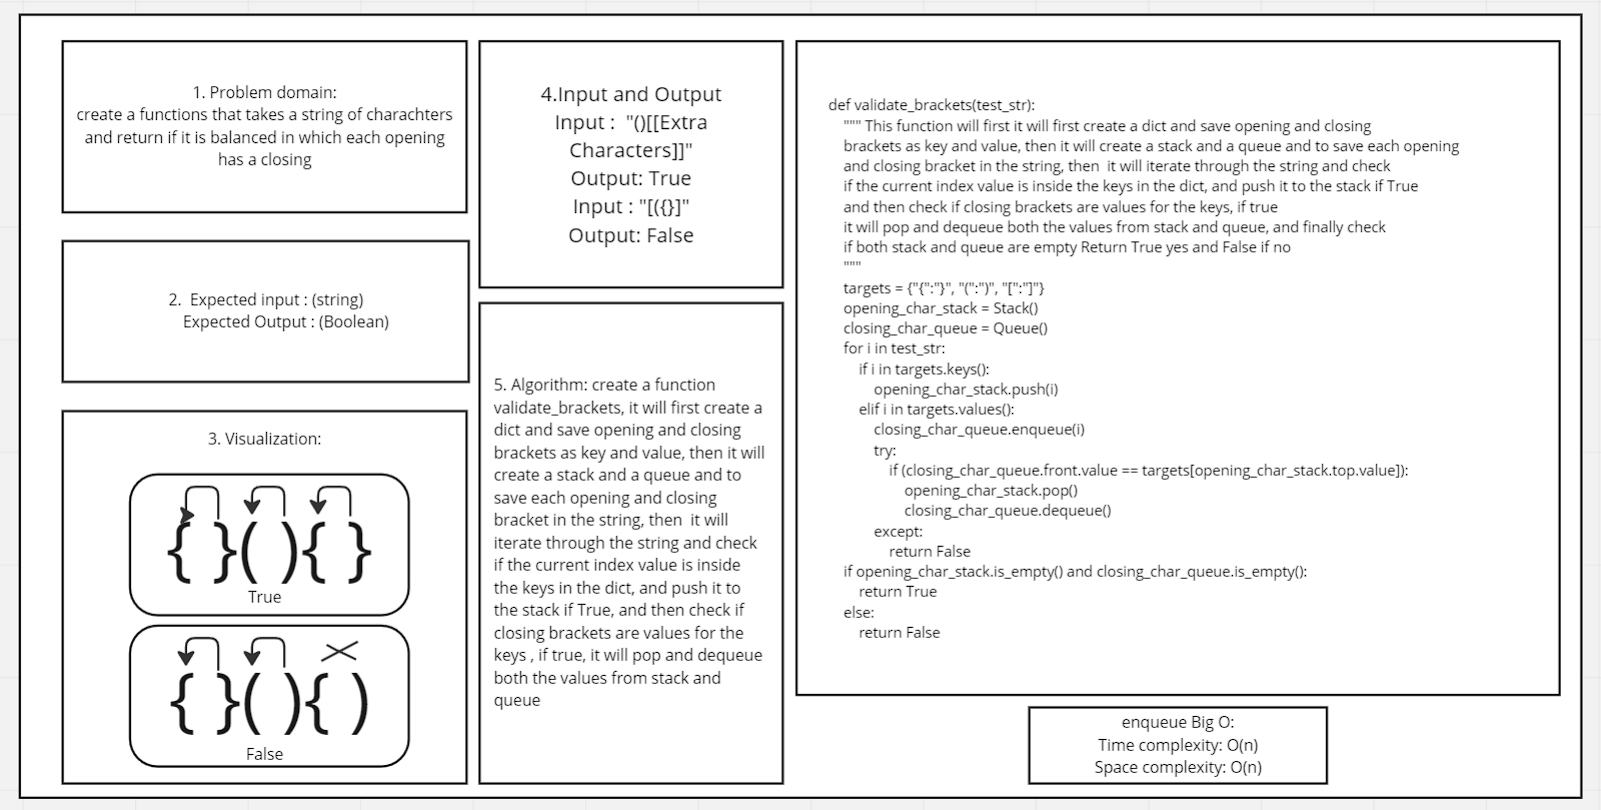 1. Problem domain:
create a functions that takes a string of charachters
and return if it is balanced in which each opening
has a closing
2.  Expected input : (string)
Expected Output : (Boolean)
3. Visualization:
{ }( ){ }
True
{ }( ){ )
False
4.Input and Output
Input :  "()[[Extra
Characters]]"
Output: True
Input : "[({}]"
Output: False
5. Algorithm: create a function
validate_brackets, it will first create a
dict and save opening and closing
brackets as key and value, then it will
create a stack and a queue and to
save each opening and closing
bracket in the string, then  it will
iterate through the string and check
if the current index value is inside
the keys in the dict, and push it to
the stack if True, and then check if
closing brackets are values for the
keys , if true, it will pop and dequeue
both the values from stack and
queue
def validate_brackets(test_str):
""" This function will first it will first create a dict and save opening and closing
brackets as key and value, then it will create a stack and a queue and to save each opening
and closing bracket in the string, then  it will iterate through the string and check
if the current index value is inside the keys in the dict, and push it to the stack if True
and then check if closing brackets are values for the keys, if true
it will pop and dequeue both the values from stack and queue, and finally check
if both stack and queue are empty Return True yes and False if no
"""
targets = {"{":"}", "(":")", "[":"]"}
opening_char_stack = Stack()
closing_char_queue = Queue()
for i in test_str:
if i in targets.keys():
opening_char_stack.push(i)
elif i in targets.values():
closing_char_queue.enqueue(i)
try:
if (closing_char_queue.front.value == targets[opening_char_stack.top.value]):
opening_char_stack.pop()
closing_char_queue.dequeue()
except:
return False
if opening_char_stack.is_empty() and closing_char_queue.is_empty():
return True
else:
return False
enqueue Big O:
Time complexity: O(n)
Space complexity: O(n)